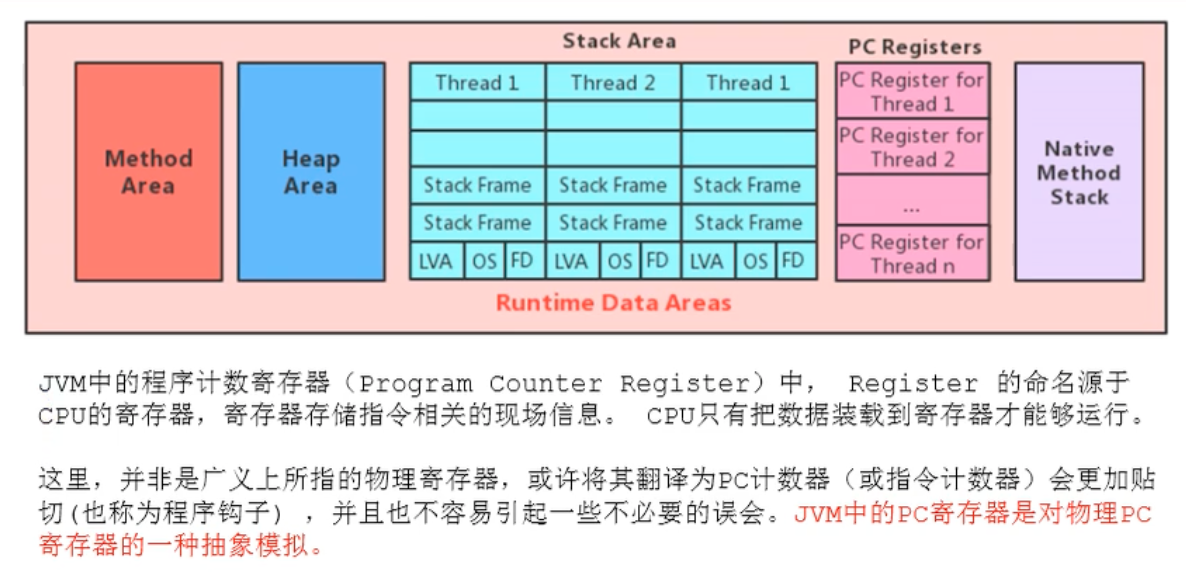 Stack Area
PC Registers
Method
Area
Heap
Area
Thread 1
Thread 2
Thread 1
Stack Frame
Stack Frame
Stack Frame
Stack Frame
Stack Frame
Stack Frame
LVA
OS
FD
LVA
OS
FD
LVA
OS
FD
PC Register for
Thread 1
PC Register for
Thread 2
...
PC Register for
Thread n
Native
Method
Stack
Runtime Data Areas
JVM中的程序计数寄存器（Program Counter Register）中， Register 的命名源于
CPU的寄存器，寄存器存储指令相关的现场信息。 CPU只有把数据装载到寄存器才能够运行。
这里，并非是广义上所指的物理寄存器，或许将其翻译为PC计数器（或指令计数器）会更加贴
切(也称为程序钩子），并且也不容易引起一些不必要的误会。JVM中的PC寄存器是对物理PC
寄存器的一种抽象模拟。